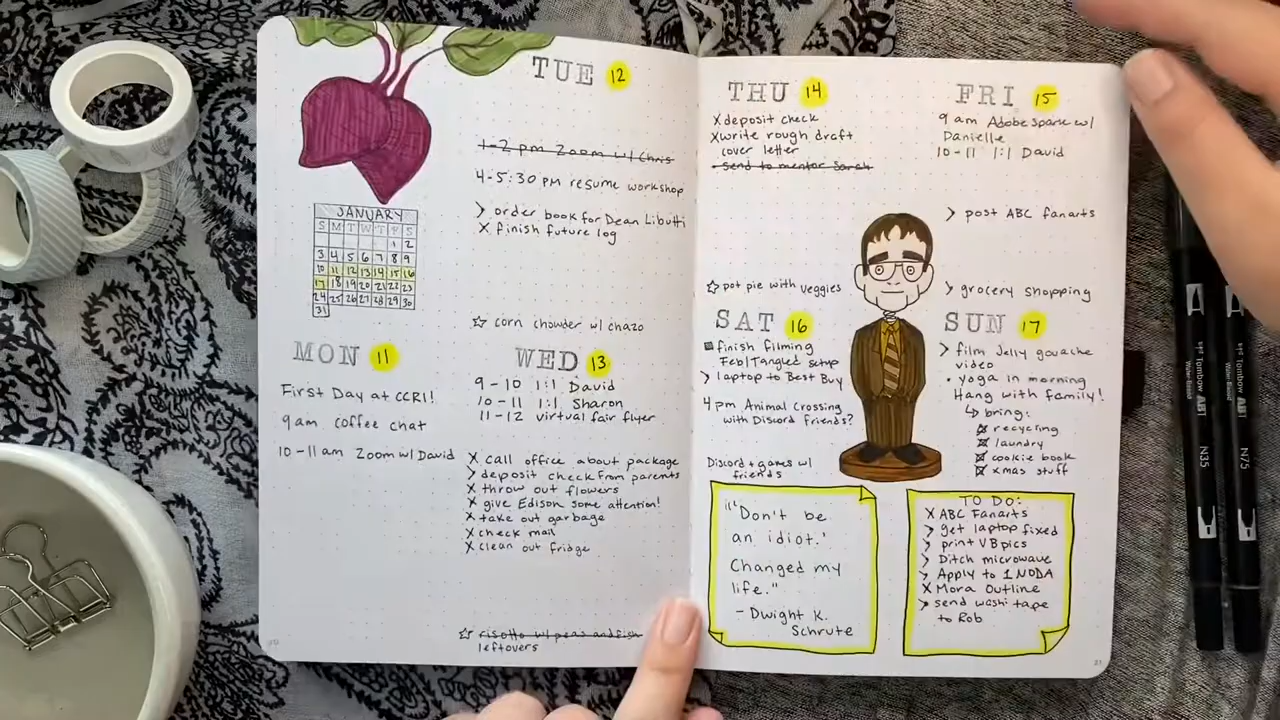 TUE 12
1-2 pm Zoom w/ Chris
4-5:30 PM resume workshop
> order book for Dean Libutti
X finish future log
☆ corn chowder w/ chazo
JANUARY
S M T W T F S
1 2
3 4 5 6 7 8 9
10 11 12 13 14 15 16
17 18 19 20 21 22 23
24 25 26 27 28 29 30
31
MON 11
First Day at CCRI!
9am coffee chat
10-11 am Zoom w/ David
WED 13
9-10 1:1 David
10-11 1:1 Sharon
11-12 virtual fair flyer
X call office about package
> deposit check from parents
X throw out flowers
X give Edison some attention!
X take out garbage
X check mail
X clean out fridge
☆ risotto w/ peas and fish
leftovers
THU 14
X deposit check
X write rough draft
cover letter
• send to mentor Sarah
☆ pot pie with veggies
FRI 15
9 am Adobe Spark w/
Danielle
10-11 1:1 David
> post ABC fanarts
> grocery shopping
SAT 16
finish filming
Feb/Tangled setup
> laptop to Best Buy
4 pm Animal Crossing
with Discord Friends?
Discord + games w/
friends
SUN 17
> film Jelly gouache
video
• yoga in morning
Hang with family!
↳ bring:
☒ recycling
☒ laundry
☒ cookie book
☒ xmas stuff
"'Don't be
an idiot.'
Changed my
life."
- Dwight K.
Schrute
TO DO:
X ABC Fanarts
> get laptop fixed
> print VB pics
> Ditch microwave
> Apply to 1 NODA
X Mora Outline
> send washi tape
to Rob
31
Tombow ABT
N35
Tombow ABT
N75